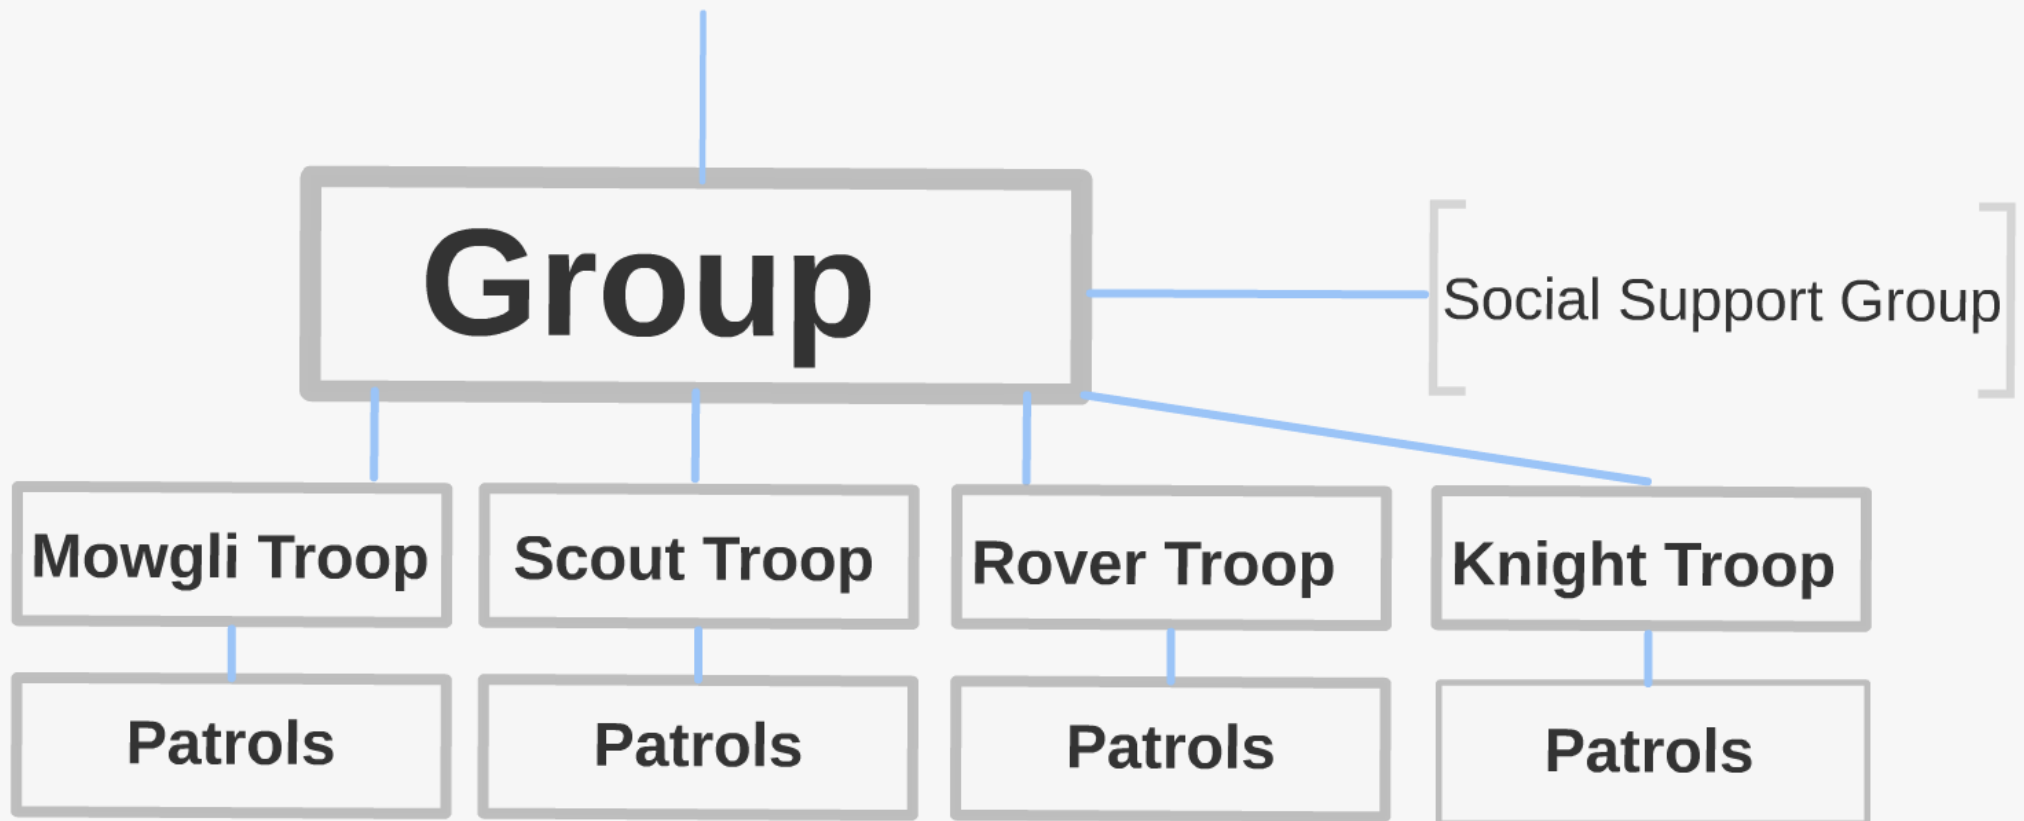 Group
Social Support Group
Mowgli Troop
Scout Troop
Rover Troop
Knight Troop
Patrols
Patrols
Patrols
Patrols